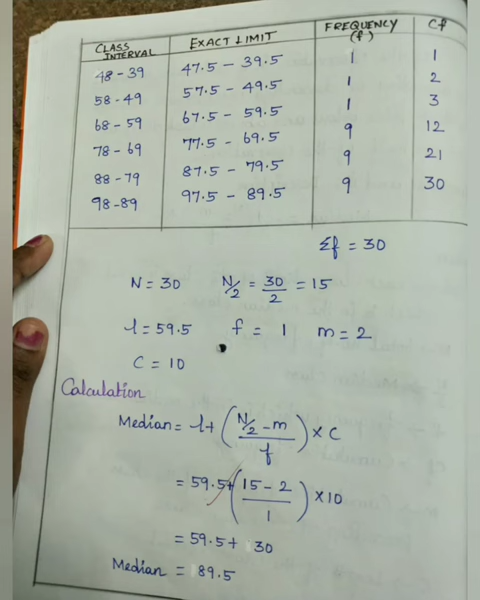 CLASS INTERVAL EXACT LIMIT FREQUENCY (f) Cf
48-39 47.5 - 39.5 1 1
58-49 57.5 - 49.5 1 2
68-59 67.5 - 59.5 1 3
78-69 77.5 - 69.5 9 12
88-79 87.5 - 79.5 9 21
98-89 97.5 - 89.5 9 30
Σf = 30
N = 30 N/2 = 30/2 = 15
l = 59.5 f = 1 m = 2
C = 10
Calculation
Median = l + (N/2 - m / f) × C
= 59.5 + (15 - 2 / 1) × 10
= 59.5 + 30
Median = 89.5